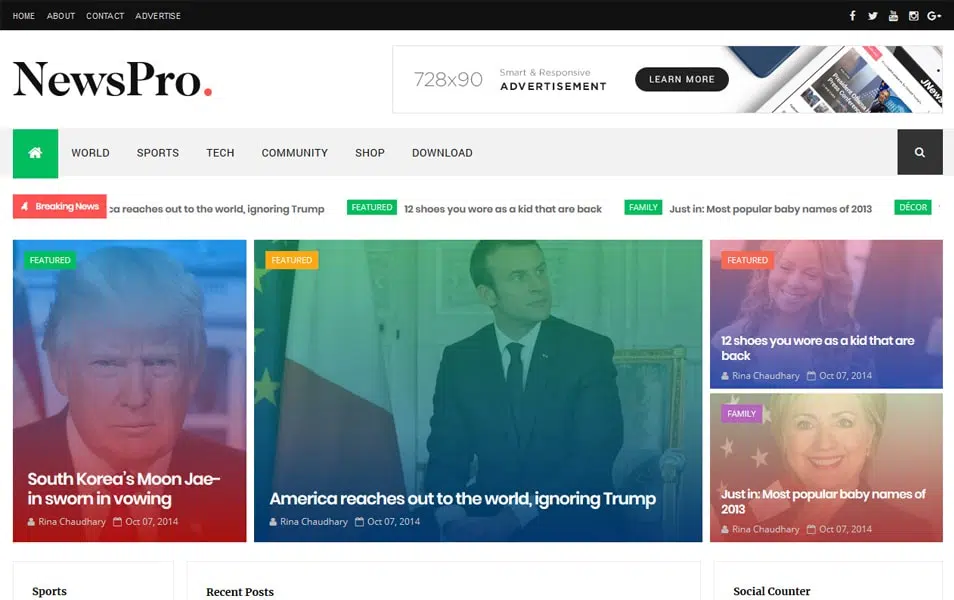 HOME ABOUT CONTACT ADVERTISE
NewsPro.
728x90
Smart & Responsive
ADVERTISEMENT
LEARN MORE
WORLD SPORTS TECH COMMUNITY SHOP DOWNLOAD
Breaking News
ca reaches out to the world, ignoring Trump
FEATURED
12 shoes you wore as a kid that are back
FAMILY
Just in: Most popular baby names of 2013
DÉCOR
FEATURED
South Korea's Moon Jae-
in sworn in vowing
Rina Chaudhary Oct 07, 2014
FEATURED
America reaches out to the world, ignoring Trump
Rina Chaudhary Oct 07, 2014
FEATURED
12 shoes you wore as a kid that are
back
Rina Chaudhary Oct 07, 2014
FAMILY
Just in: Most popular baby names of
2013
Rina Chaudhary Oct 07, 2014
Sports
Recent Posts
Social Counter